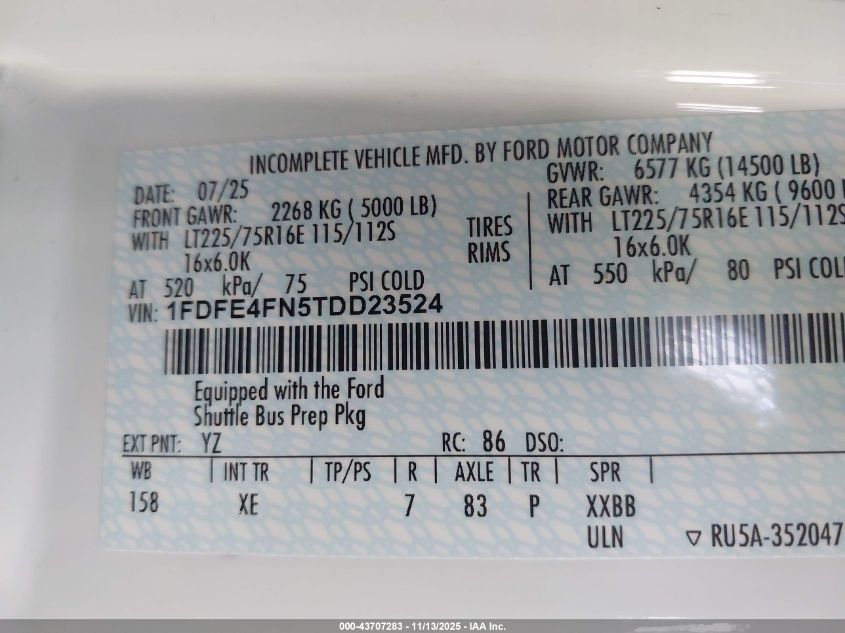 INCOMPLETE VEHICLE MFD. BY FORD MOTOR COMPANY
DATE: 07/25
GVWR: 6577 KG (14500 LB)
FRONT GAWR: 2268 KG ( 5000 LB)
REAR GAWR: 4354 KG ( 9600
WITH LT225/75R16E 115/112S
TIRES
WITH LT225/75R16E 115/112S
16x6.0K
RIMS
16x6.0K
AT 520 kPa/ 75 PSI COLD
AT 550 kPa/ 80 PSI COL
VIN: 1FDFE4FN5TDD23524
Equipped with the Ford
Shuttle Bus Prep Pkg
EXT PNT: YZ RC: 86 DSO:
WB | INT TR | TP/PS | R | AXLE | TR | SPR |
158 XE 7 83 P XXBB
ULN ▽ RU5A-352047
000-43707283 - 11/13/2025 - IAA Inc.